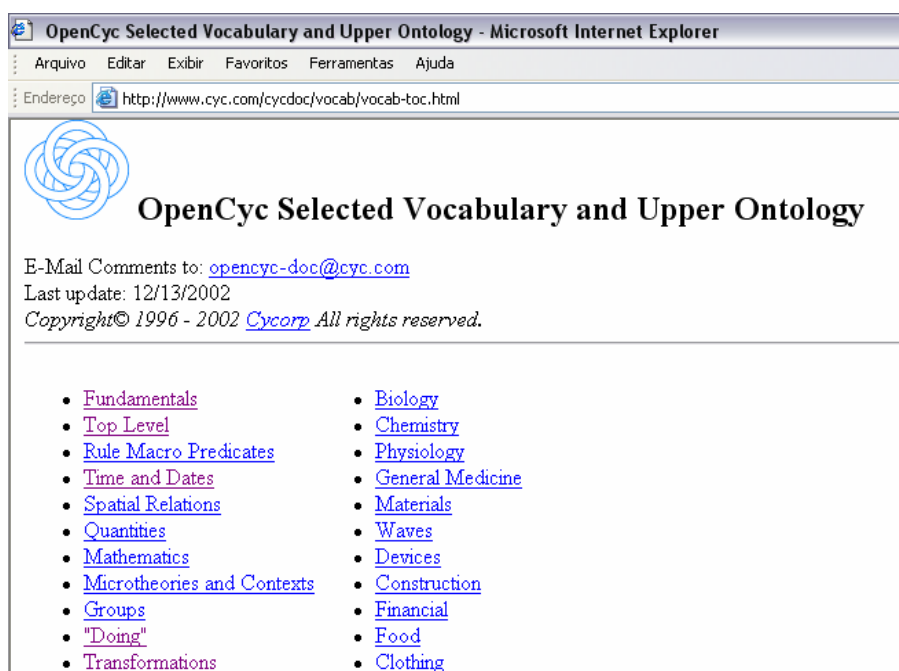 OpenCyc Selected Vocabulary and Upper Ontology - Microsoft Internet Explorer
Arquivo Editar Exibir Favoritos Ferramentas Ajuda
Endereço http://www.cyc.com/cycdoc/vocab/vocab-toc.html
OpenCyc Selected Vocabulary and Upper Ontology
E-Mail Comments to: opencyc-doc@cyc.com
Last update: 12/13/2002
Copyright© 1996 - 2002 Cycorp All rights reserved.
• Fundamentals
• Top Level
• Rule Macro Predicates
• Time and Dates
• Spatial Relations
• Quantities
• Mathematics
• Microtheories and Contexts
• Groups
• "Doing"
• Transformations
• Biology
• Chemistry
• Physiology
• General Medicine
• Materials
• Waves
• Devices
• Construction
• Financial
• Food
• Clothing